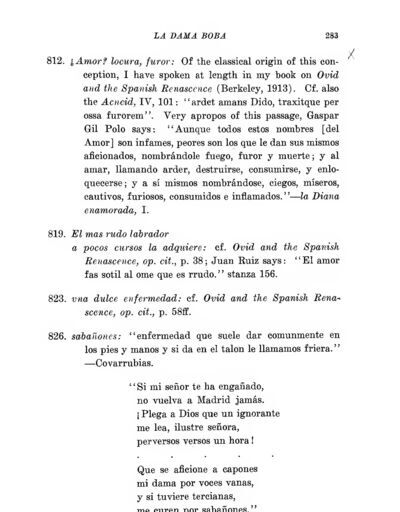 LA DAMA BOBA 283
812. ¿Amor? locura, furor: Of the classical origin of this con-
ception, I have spoken at length in my book on Ovid
and the Spanish Renascence (Berkeley, 1913). Cf. also
the Aeneid, IV, 101: “ardet amans Dido, traxitque per
ossa furorem”. Very apropos of this passage, Gaspar
Gil Polo says: “Aunque todos estos nombres [del
Amor] son infames, peores son los que le dan sus mismos
aficionados, nombrándole fuego, furor y muerte; y al
amar, llamando arder, destruirse, consumirse, y enlo-
quecerse; y a sí mismos nombrándose, ciegos, míseros,
cautivos, furiosos, consumidos e inflamados.”—la Diana
enamorada, I.
819. El mas rudo labrador
a pocos cursos la adquiere: cf. Ovid and the Spanish
Renascence, op. cit., p. 38; Juan Ruiz says: “El amor
fas sotil al ome que es rrudo.” stanza 156.
823. vna dulce enfermedad: cf. Ovid and the Spanish Rena-
scence, op. cit., p. 58ff.
826. sabañones: “enfermedad que suele dar comunmente en
los pies y manos y si da en el talon le llamamos friera.”
—Covarrubias.
“Si mi señor te ha engañado,
no vuelva a Madrid jamás.
¡Plega a Dios que un ignorante
me lea, ilustre señora,
perversos versos un hora!
. . . . .
Que se aficione a capones
mi dama por voces vanas,
y si tuviere tercianas,
me curen por sabañones.”